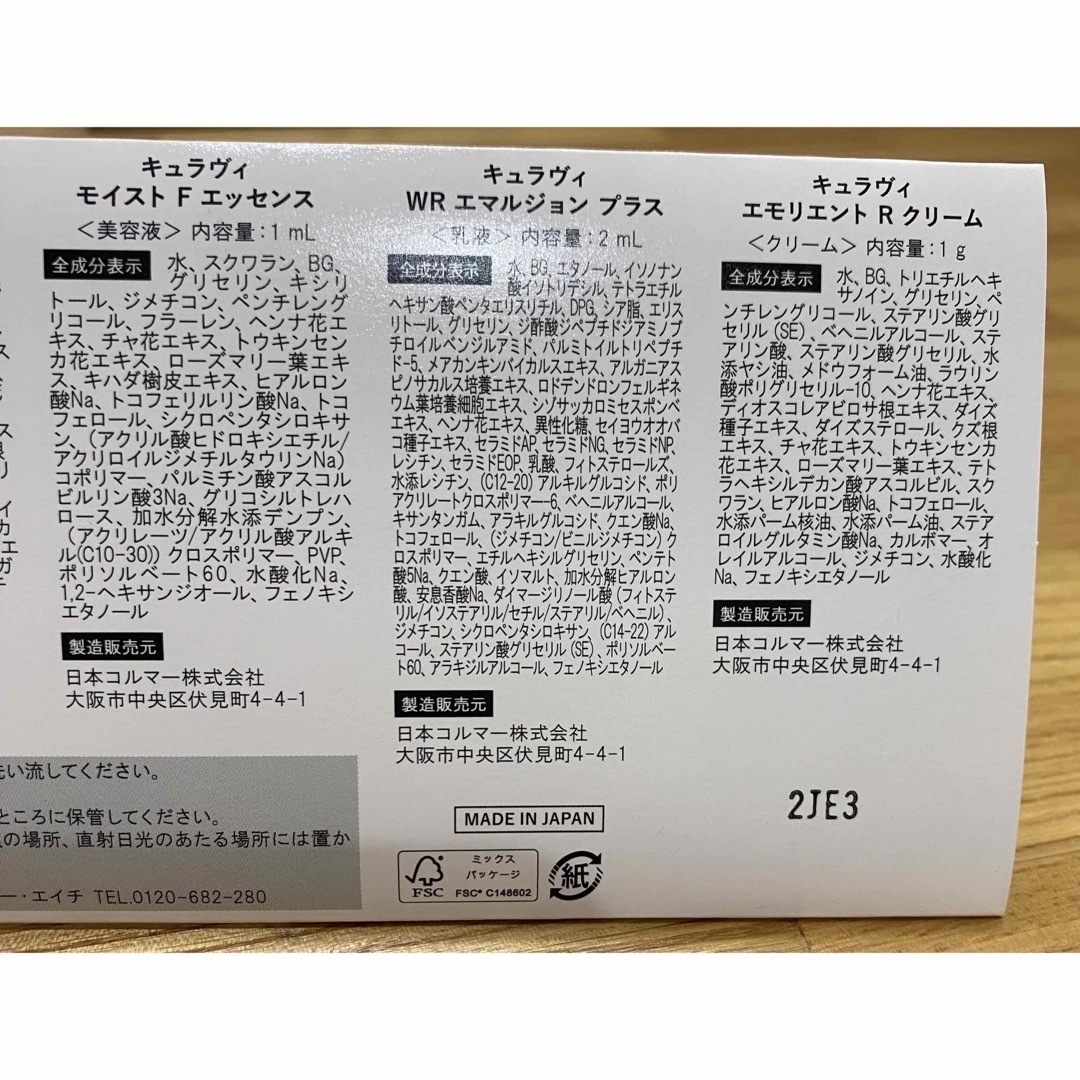 キュラヴィ
モイスト F エッセンス
＜美容液＞ 内容量：1 mL
全成分表示 水、スクワラン、BG、
グリセリン、キシリ
トール、ジメチコン、ペンチレング
リコール、フラーレン、ヘンナ花エ
キス、チャ花エキス、トウキンセン
カ花エキス、ローズマリー葉エキ
ス、キハダ樹皮エキス、ヒアルロン
酸Na、トコフェリルリン酸Na、トコ
フェロール、シクロペンタシロキサ
ン、（アクリル酸ヒドロキシエチル/
アクリロイルジメチルタウリンNa）
コポリマー、パルミチン酸アスコル
ビルリン酸3Na、グリコシルトレハ
ロース、加水分解水添デンプン、
（アクリレーツ/アクリル酸アルキ
ル(C10-30)）クロスポリマー、PVP、
ポリソルベート60、水酸化Na、
1,2-ヘキサンジオール、フェノキシ
エタノール
製造販売元
日本コルマー株式会社
大阪市中央区伏見町4-4-1
キュラヴィ
WR エマルジョン プラス
＜乳液＞ 内容量：2 mL
全成分表示 水、BG、エタノール、イソノナン
酸イソトリデシル、テトラエチル
ヘキサン酸ペンタエリスリチル、DPG、シア脂、エリス
リトール、グリセリン、ジ酢酸ジペプチドジアミノブ
チロイルベンジルアミド、パルミトイルトリペプチ
ド-5、メアカンキンバイカルスエキス、アルガニアス
ピノサカルス培養エキス、ロドデンドロンフェルギネ
ウム葉培養細胞エキス、シゾサッカロミセスポンベ
エキス、ヘンナ花エキス、異性化糖、セイヨウオオバ
コ種子エキス、セラミドAP、セラミドNG、セラミドNP、
レシチン、セラミドEOP、乳酸、フィトステロールズ、
水添レシチン、(C12-20)アルキルグルコシド、ポリ
アクリレートクロスポリマー-6、ベヘニルアルコール、
キサンタンガム、アラキルグルコシド、クエン酸Na、
トコフェロール、（ジメチコン/ビニルジメチコン）ク
ロスポリマー、エチルヘキシルグリセリン、ペンテト
酸5Na、クエン酸、イソマルト、加水分解ヒアルロン
酸、安息香酸Na、ダイマージリノール酸（フィトステ
リル/イソステアリル/セチル/ステアリル/ベヘニル）、
ジメチコン、シクロペンタシロキサン、(C14-22)アル
コール、ステアリン酸グリセリル（SE）、ポリソルベー
ト60、アラキジルアルコール、フェノキシエタノール
製造販売元
日本コルマー株式会社
大阪市中央区伏見町4-4-1
キュラヴィ
エモリエント R クリーム
＜クリーム＞ 内容量：1 g
全成分表示 水、BG、トリエチルヘキ
サノイン、グリセリン、ペ
ンチレングリコール、ステアリン酸グリ
セリル（SE）、ベヘニルアルコール、ステ
アリン酸、ステアリン酸グリセリル、水
添ヤシ油、メドウフォーム油、ラウリン
酸ポリグリセリル-10、ヘンナ花エキス、
ディオスコレアビロサ根エキス、ダイズ
種子エキス、ダイズステロール、クズ根
エキス、チャ花エキス、トウキンセンカ
花エキス、ローズマリー葉エキス、テト
ラヘキシルデカン酸アスコルビル、スク
ワラン、ヒアルロン酸Na、トコフェロール、
水添パーム核油、水添パーム油、ステア
ロイルグルタミン酸Na、カルボマー、オ
レイルアルコール、ジメチコン、水酸化
Na、フェノキシエタノール
製造販売元
日本コルマー株式会社
大阪市中央区伏見町4-4-1
い流してください。
ところに保管してください。
の場所、直射日光のあたる場所には置か
ー・エイチ TEL.0120-682-280
MADE IN JAPAN
FSC
ミックス
パッケージ
FSC® C148602
紙
2JE3